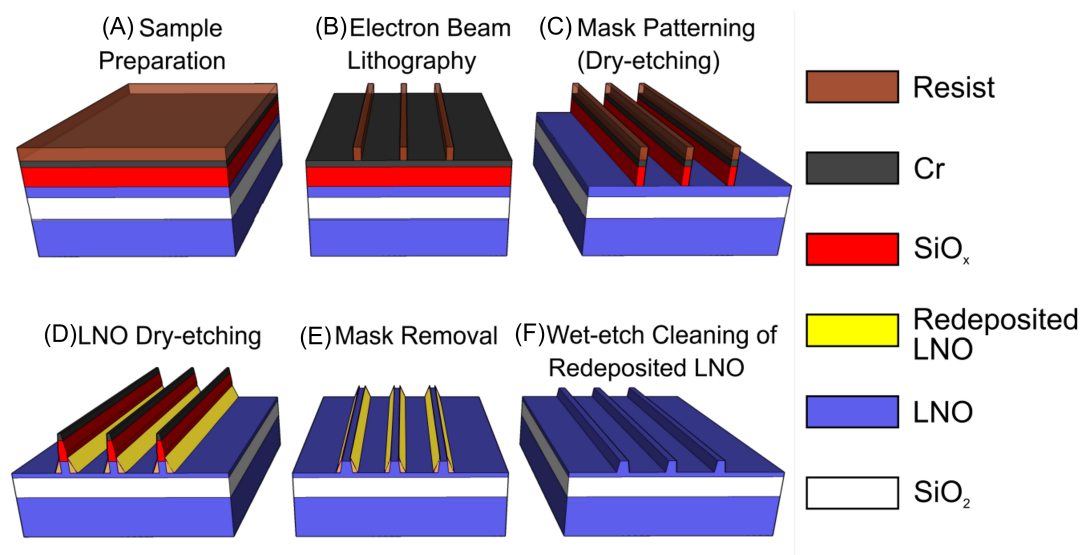 (A) Sample
Preparation
(B) Electron Beam
Lithography
(C) Mask Patterning
(Dry-etching)
(D) LNO Dry-etching
(E) Mask Removal
(F) Wet-etch Cleaning of
Redeposited LNO
Resist
Cr
SiOₓ
Redeposited
LNO
LNO
SiO₂